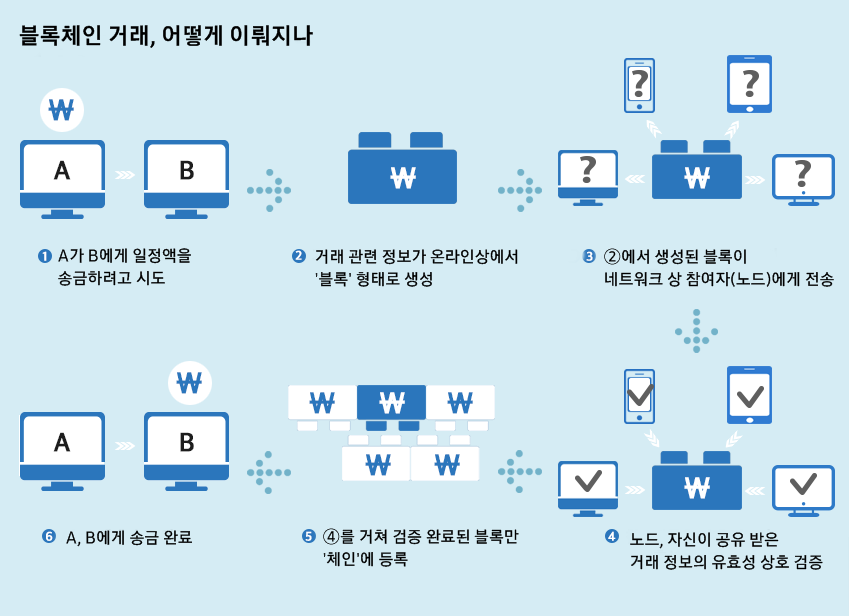 블록체인 거래, 어떻게 이뤄지나
₩
A
B
❶ A가 B에게 일정액을
송금하려고 시도
₩
❷ 거래 관련 정보가 온라인상에서
'블록' 형태로 생성
?
?
?
₩
?
❸ ②에서 생성된 블록이
네트워크 상 참여자(노드)에게 전송
₩
❹ 노드, 자신이 공유 받은
거래 정보의 유효성 상호 검증
₩ ₩ ₩
₩ ₩
❺ ④를 거쳐 검증 완료된 블록만
'체인'에 등록
₩
A
B
❻ A, B에게 송금 완료